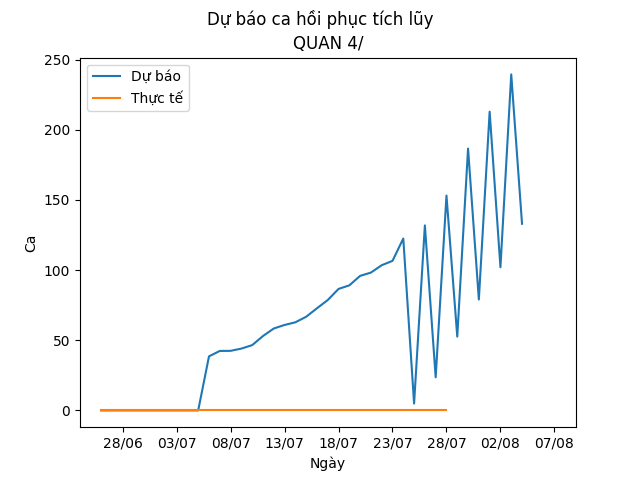 Dự báo ca hồi phục tích lũy
QUAN 4/
Dự báo
Thực tế
250
200
150
100
50
0
Ca
28/06 03/07 08/07 13/07 18/07 23/07 28/07 02/08 07/08
Ngày